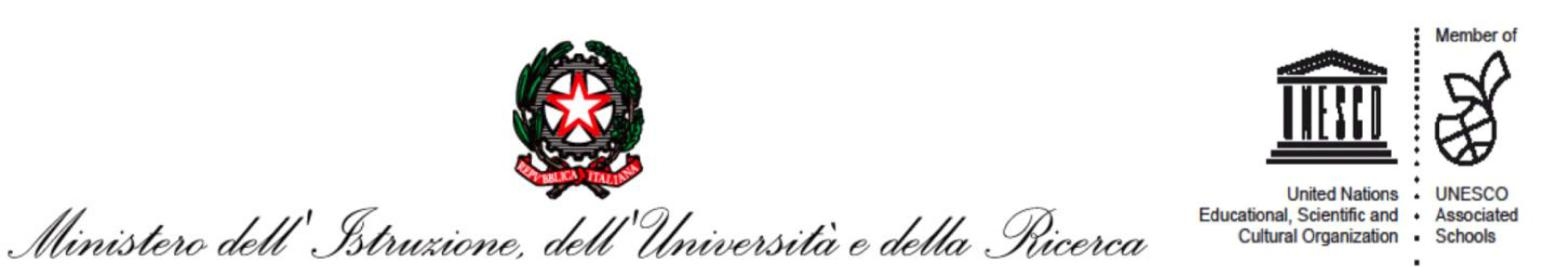 REPVBBLICA ITALIANA
Ministero dell' Istruzione, dell'Università e della Ricerca
UNESCO
United Nations
Educational, Scientific and
Cultural Organization
Member of
UNESCO
Associated
Schools